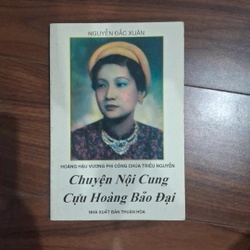 NGUYỄN ĐẮC XUÂN
HOÀNG HẬU VƯƠNG PHI CÔNG CHÚA TRIỀU NGUYỄN
Chuyện Nội Cung
Cựu Hoàng Bảo Đại
NHÀ XUẤT BẢN THUẬN HÓA